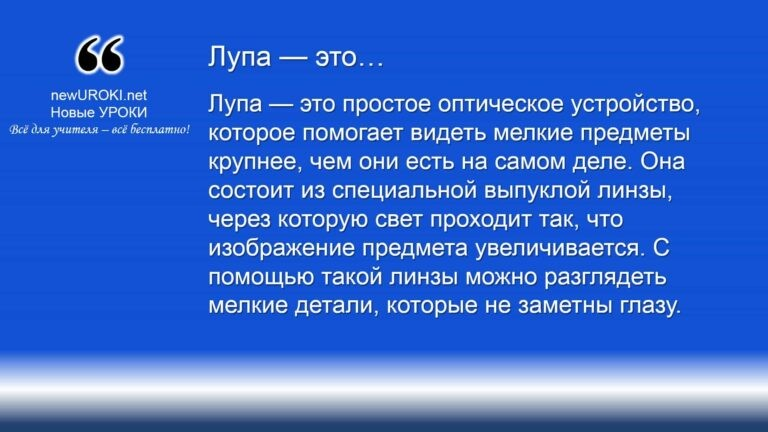 newUROKI.net
Новые УРОКИ
Всё для учителя – всё бесплатно!
Лупа — это…
Лупа — это простое оптическое устройство,
которое помогает видеть мелкие предметы
крупнее, чем они есть на самом деле. Она
состоит из специальной выпуклой линзы,
через которую свет проходит так, что
изображение предмета увеличивается. С
помощью такой линзы можно разглядеть
мелкие детали, которые не заметны глазу.